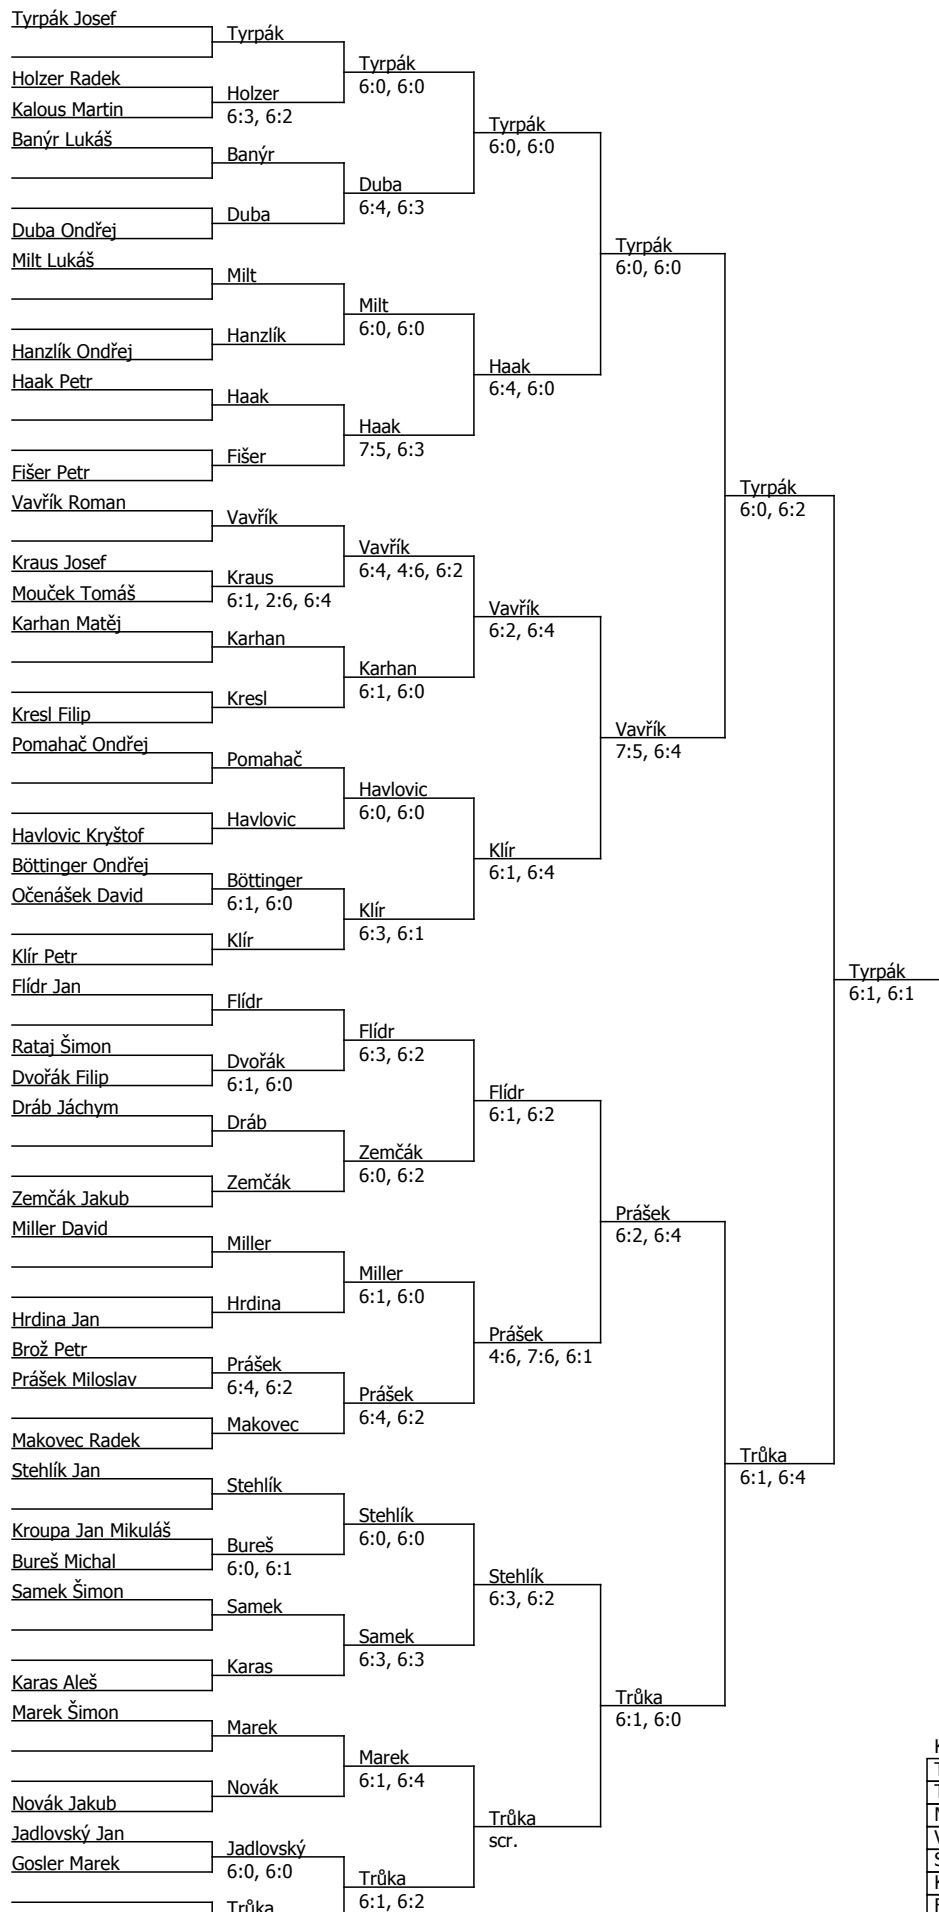 Tyrpák Josef
Tyrpák
Tyrpák
6:0, 6:0
Holzer Radek
Holzer
6:3, 6:2
Kalous Martin
Tyrpák
6:0, 6:0
Banýr Lukáš
Banýr
Duba
6:4, 6:3
Duba
Duba Ondřej
Tyrpák
6:0, 6:0
Milt Lukáš
Milt
Milt
6:0, 6:0
Hanzlík
Hanzlík Ondřej
Haak
6:4, 6:0
Haak Petr
Haak
Haak
7:5, 6:3
Fišer
Fišer Petr
Tyrpák
6:0, 6:2
Vavřík Roman
Vavřík
Vavřík
6:4, 4:6, 6:2
Kraus Josef
Kraus
6:1, 2:6, 6:4
Mouček Tomáš
Vavřík
6:2, 6:4
Karhan Matěj
Karhan
Karhan
6:1, 6:0
Kresl
Kresl Filip
Vavřík
7:5, 6:4
Pomahač Ondřej
Pomahač
Havlovic
6:0, 6:0
Havlovic
Havlovic Kryštof
Klír
6:1, 6:4
Böttinger Ondřej
Böttinger
6:1, 6:0
Očenášek David
Klír
6:3, 6:1
Klír
Klír Petr
Tyrpák
6:1, 6:1
Flídr Jan
Flídr
Flídr
6:3, 6:2
Rataj Šimon
Dvořák
6:1, 6:0
Dvořák Filip
Flídr
6:1, 6:2
Dráb Jáchym
Dráb
Zemčák
6:0, 6:2
Zemčák
Zemčák Jakub
Prášek
6:2, 6:4
Miller David
Miller
Miller
6:1, 6:0
Hrdina
Hrdina Jan
Prášek
4:6, 7:6, 6:1
Brož Petr
Prášek
6:4, 6:2
Prášek Miloslav
Prášek
6:4, 6:2
Makovec
Makovec Radek
Trůka
6:1, 6:4
Stehlík Jan
Stehlík
Stehlík
6:0, 6:0
Kroupa Jan Mikuláš
Bureš
6:0, 6:1
Bureš Michal
Stehlík
6:3, 6:2
Samek Šimon
Samek
Samek
6:3, 6:3
Karas
Karas Aleš
Trůka
6:1, 6:0
Marek Šimon
Marek
Marek
6:1, 6:4
Novák
Novák Jakub
Trůka
scr.
Jadlovský Jan
Jadlovský
6:0, 6:0
Gosler Marek
Trůka
6:1, 6:2
Trůka